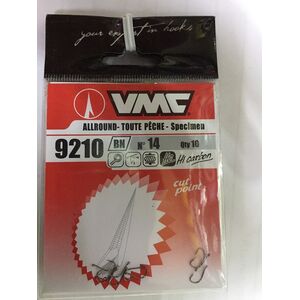 your expert in hooks
VMC
ALLROUND-TOUTE PÊCHE-Specimen
9210 BN N° 14 Qty 10
Hi carbon
cut
point